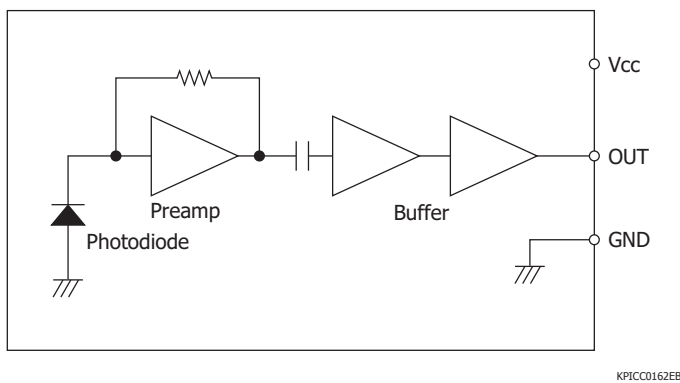 Vcc
OUT
Preamp
Buffer
Photodiode
GND
KPICC0162EB